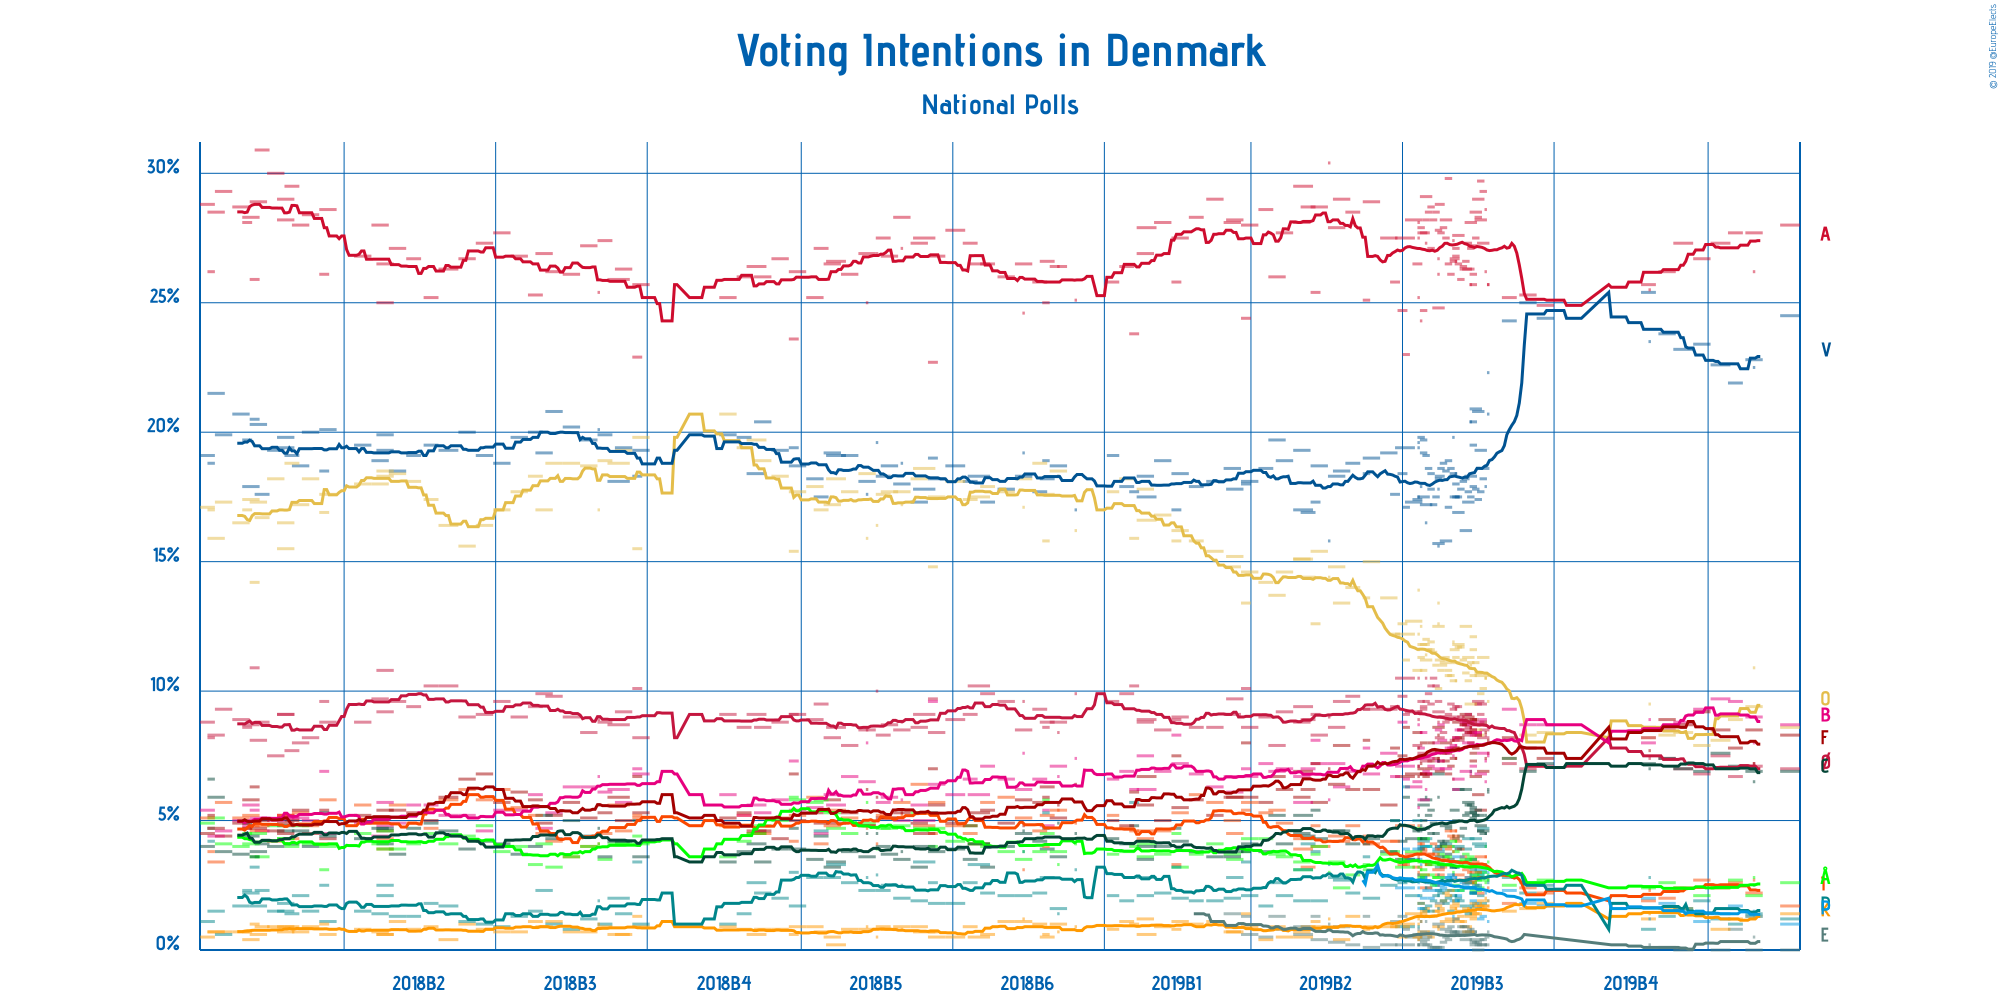 © 2019 @EuropeElects
Voting Intentions in Denmark
National Polls
30%
25%
20%
15%
10%
5%
0%
A
V
O
B
F
C
Å
K
E
2018B2 2018B3 2018B4 2018B5 2018B6 2019B1 2019B2 2019B3 2019B4